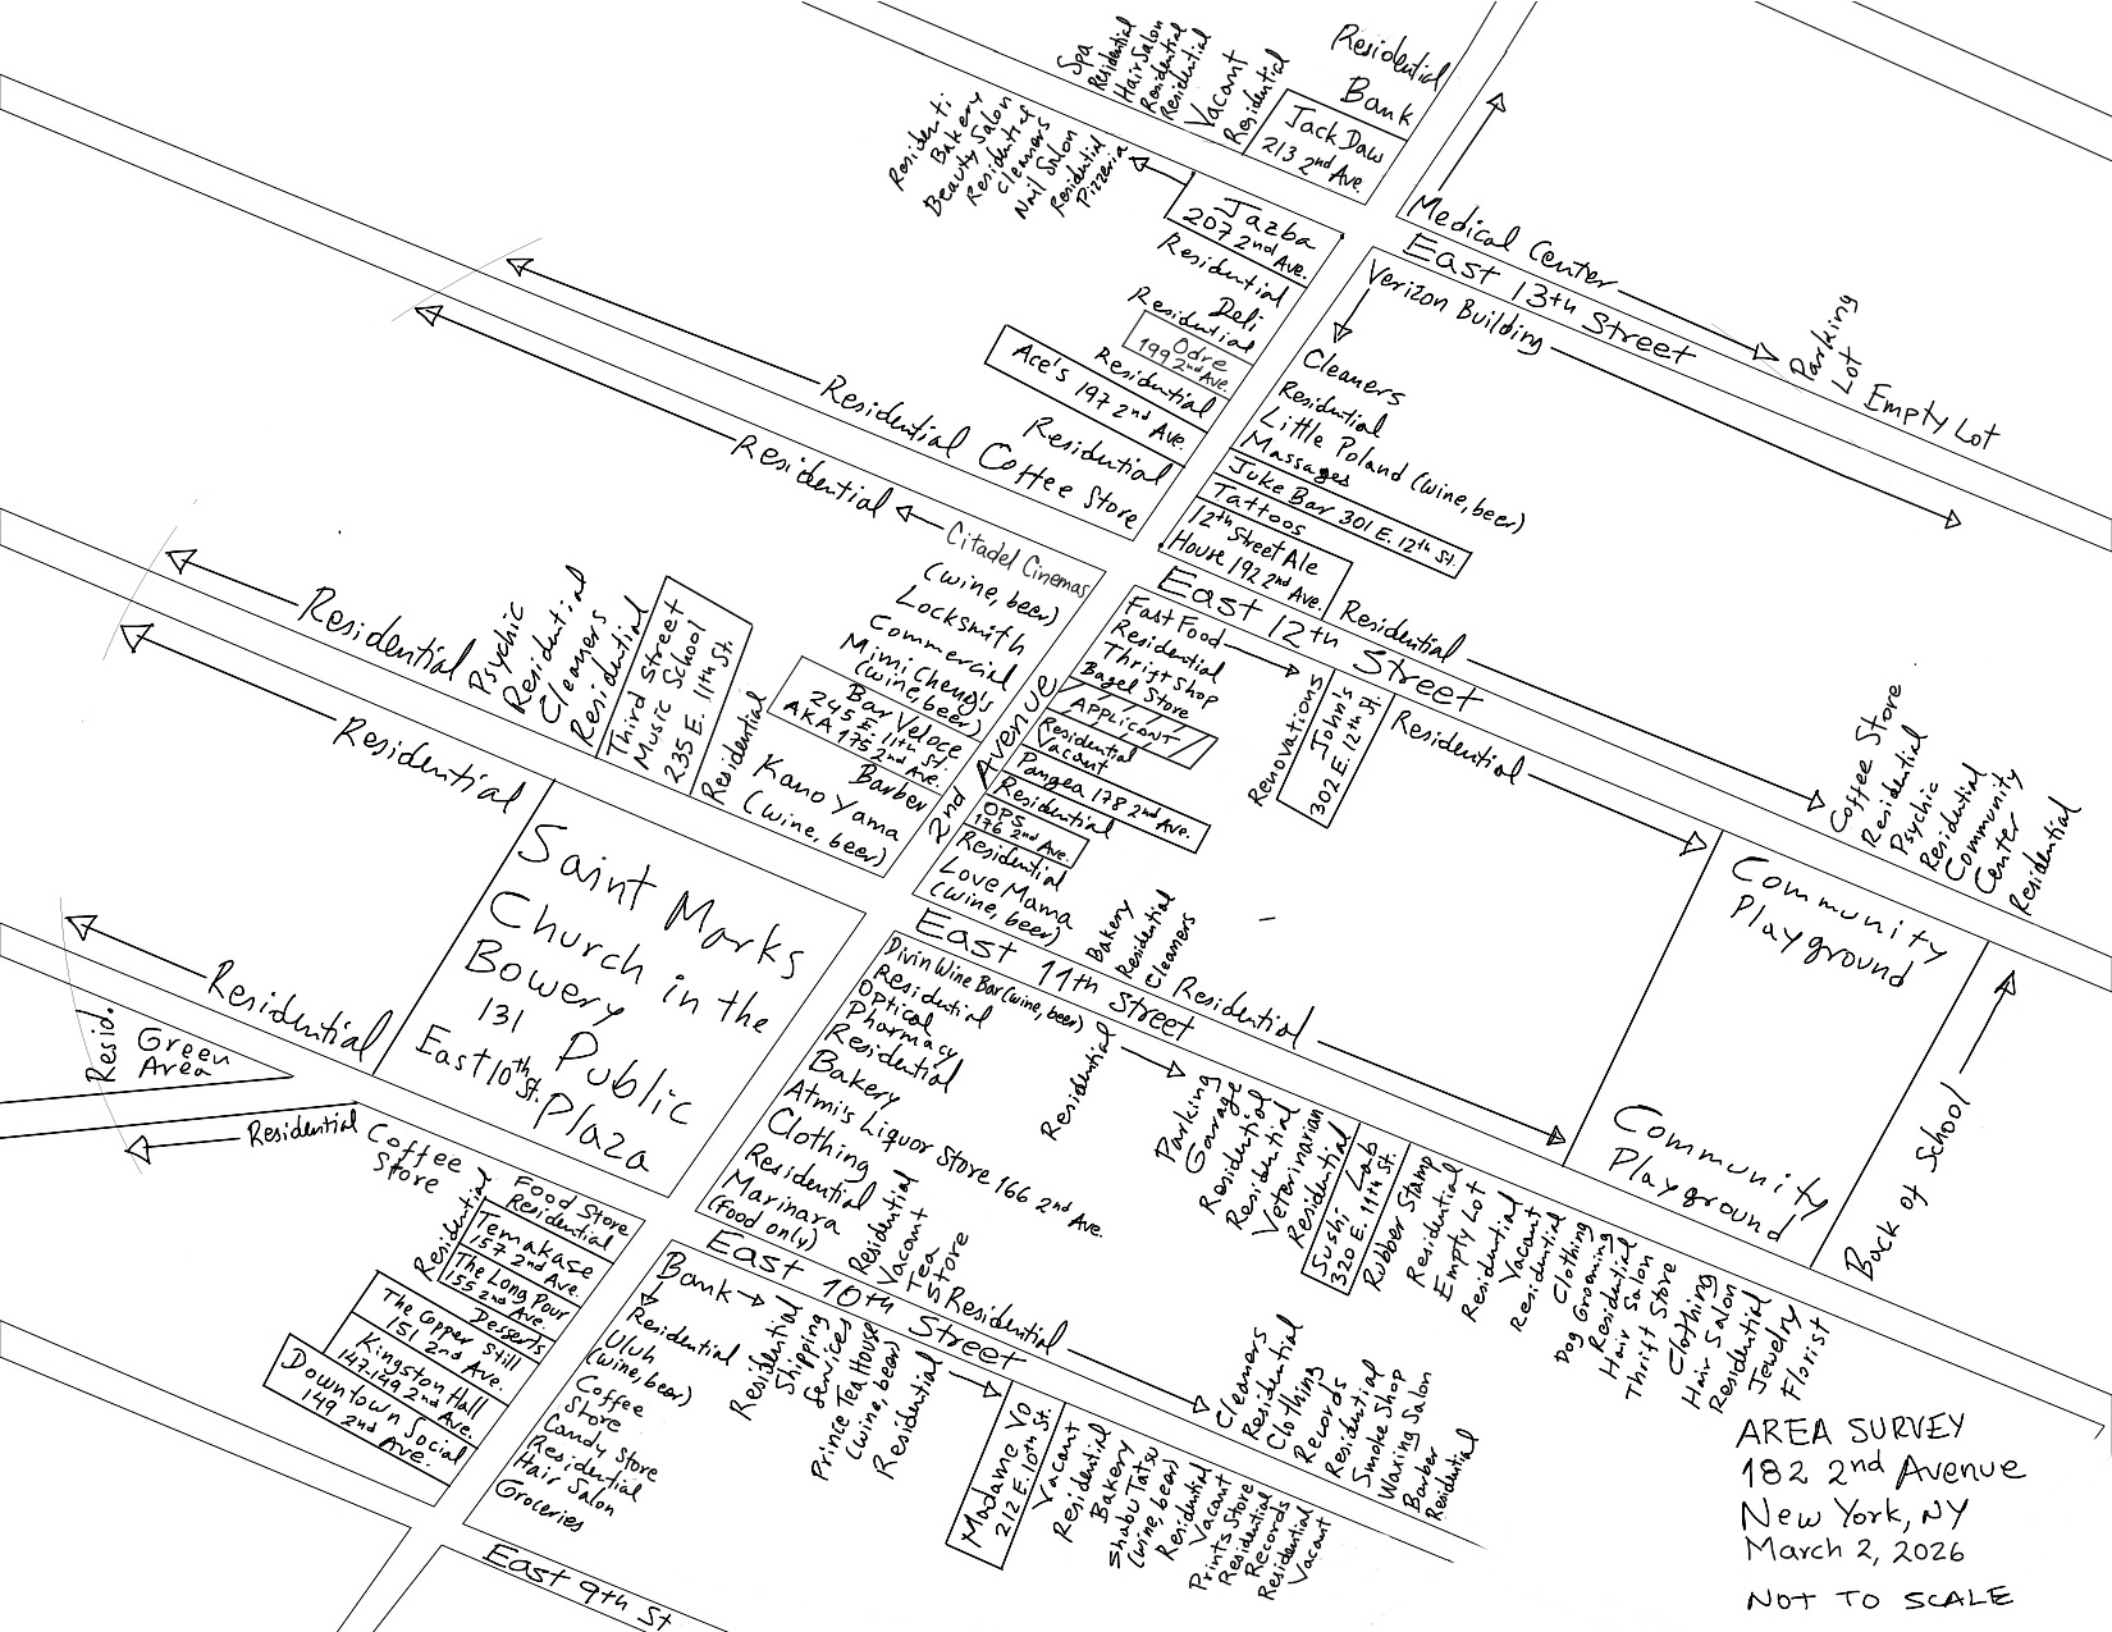 Spa
Residential
Hair Salon
Residential
Residential
Vacant
Residential
Residential
Bank
Jack Daw
213 2nd Ave.
Residenti
Bakery
Beauty Salon
Residential
Cleaners
Nail Salon
Residential
Pizzeria
Jazba
207 2nd Ave.
Residential
Deli
Residential
Odre
199 2nd Ave.
Residential
Ace's 197 2nd Ave.
Residential
Residential Coffee Store
Medical Center
East 13th Street
Parking
Lot
Empty Lot
Verizon Building
Cleaners
Residential
Little Poland (wine, beer)
Massages
Juke Bar 301 E. 12th St.
Tattoos
12th Street Ale
House 192 2nd Ave.
Residential
East 12th Street
Coffee Store
Residential
Psychic
Residential
Community
Center
Residential
Residential
Citadel Cinemas
(wine, beer)
Locksmith
Commercial
Mimi Cheng's
(wine, beer)
Bar Veloce
245 E. 11th St.
AKA 175 2nd Ave.
Barber
Kano Yama
(wine, beer)
Residential
Third Street
Music School
235 E. 11th St.
Residential
Cleaners
Residential
Psychic
Residential
2nd AVENUE
Fast Food
Residential
Thrift Shop
Bagel Store
APPLICANT
Residential
Vacant
Pangea 178 2nd Ave.
Residential
OPS
176 2nd Ave.
Residential
Love Mama
(wine, beer)
Renovations
John's
302 E. 12th St.
Residential
Community
Playground
Bakery
Residential
Cleaners
Residential
Community
Playground
Back of School
East 11th Street
Residential
Saint Marks
Church in the
Bowery
131
East 10th St.
Public
Plaza
Residential
Green
Area
Resid.
Divin Wine Bar (wine, beer)
Residential
Optical
Pharmacy
Residential
Bakery
Atmi's Liquor Store 166 2nd Ave.
Clothing
Residential
Marinara
(food only)
Residential
Parking
Garage
Residential
Residential
Veterinarian
Residential
Sushi Lab
320 E. 11th St.
Rubber Stamp
Residential
Empty Lot
Residential
Vacant
Residential
Clothing
Dog Grooming
Residential
Hair Salon
Thrift Store
Clothing
Hair Salon
Residential
Jewelry
Florist
Residential
Vacant
Tea
Store
Residential
Cleaners
Residential
Clothing
Records
Residential
Smoke Shop
Waxing Salon
Barber
Residential
East 10th Street
Residential
Coffee
Store
Residential
Food Store
Residential
Temakase
157 2nd Ave.
The Long Pour
155 2nd Ave.
Desserts
The Copper Still
151 2nd Ave.
Kingston Hall
147-149 2nd Ave.
Downtown Social
149 2nd Ave.
Bank
Residential
Uluh
(wine, beer)
Coffee
Store
Candy Store
Residential
Hair Salon
Groceries
Residential
Shipping
Services
Prince Tea House
(wine, beer)
Residential
Madame Vo
212 E. 10th St.
Vacant
Residential
Bakery
Shabu Tatsu
(wine, beer)
Residential
Vacant
Prints Store
Residential
Records
Residential
Vacant
East 9th St
AREA SURVEY
182 2nd Avenue
New York, NY
March 2, 2026
NOT TO SCALE